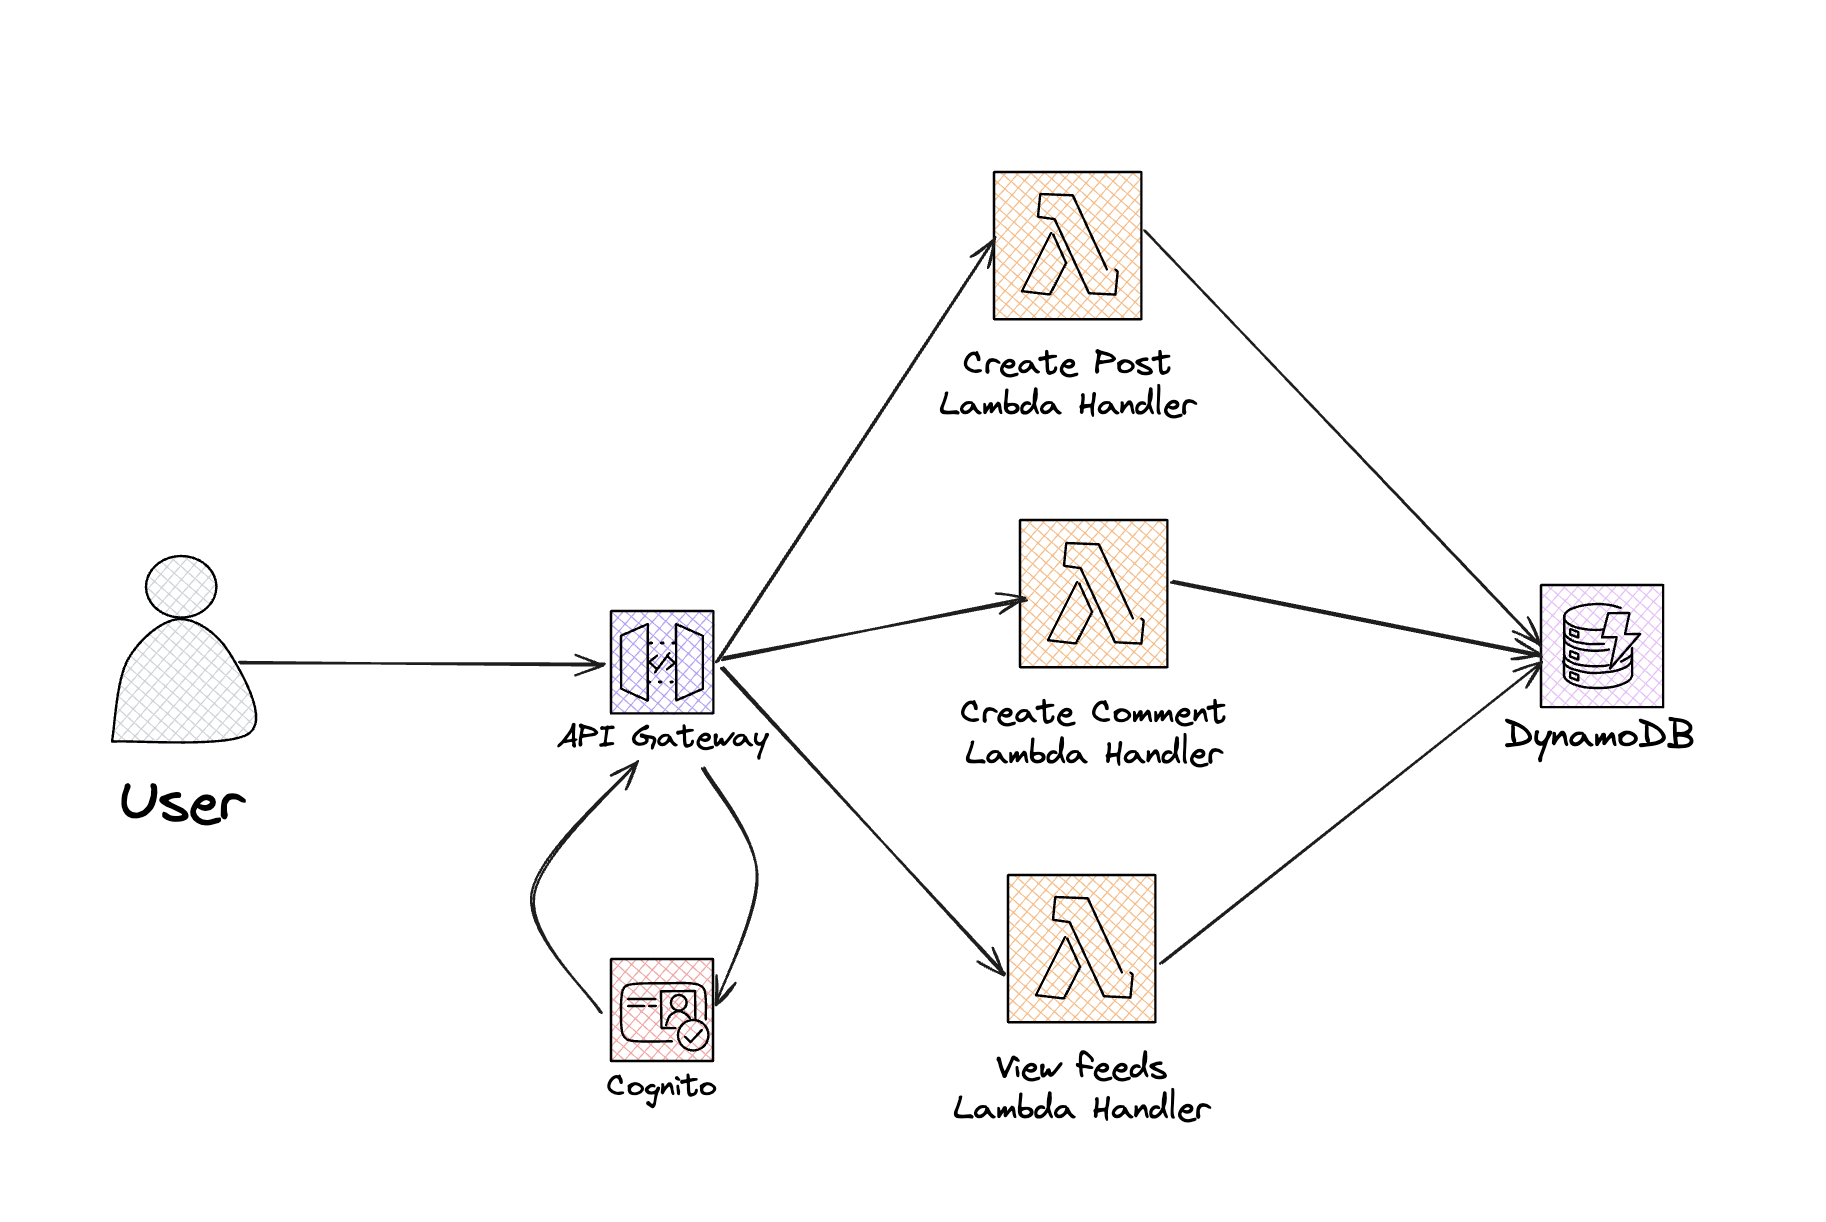 Create Post
Lambda Handler
Create Comment
Lambda Handler
API Gateway
DynamoDB
User
View feeds
Lambda Handler
Cognito